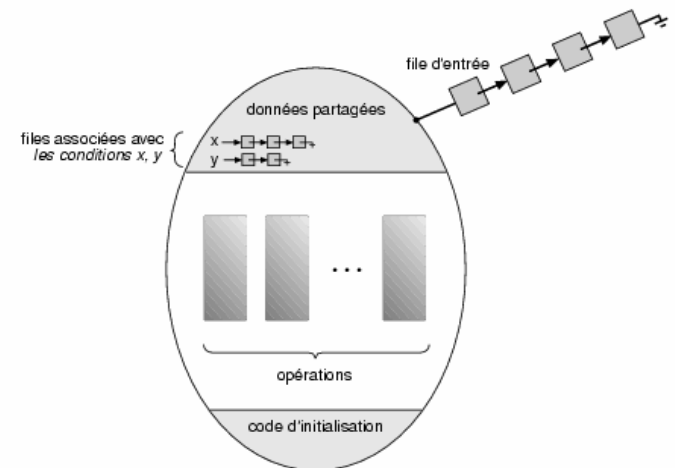 file d'entrée
données partagées
files associées avec
les conditions x, y
x
y
...
opérations
code d'initialisation